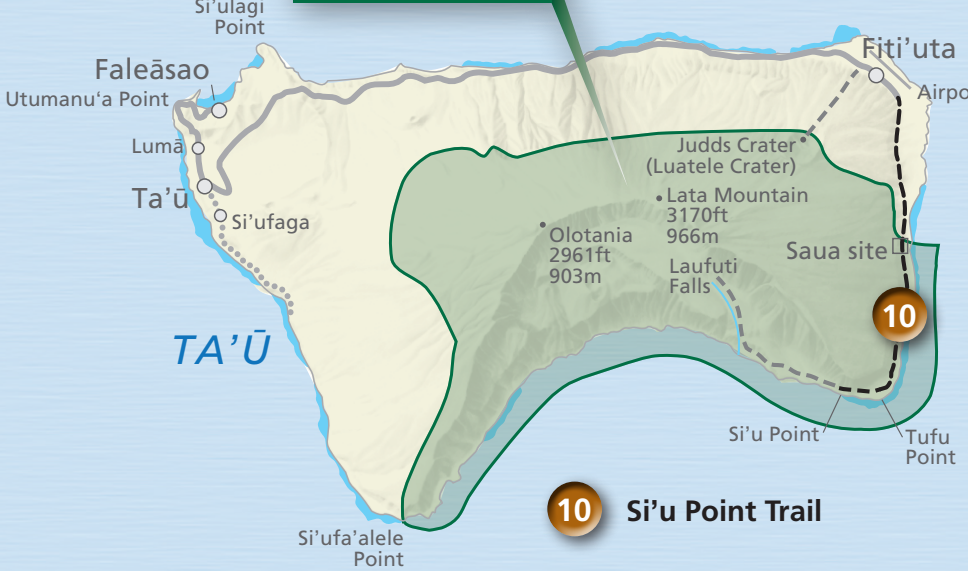 Si'ulagi
Point
Faleāsao
Utumanu‘a Point
Lumā
Ta'ū
Si'ufaga
TA'Ū
Fiti'uta
Airpo
Judds Crater
(Luatele Crater)
Lata Mountain
3170ft
966m
Olotania
2961ft
903m
Laufuti
Falls
Saua site
10
Si'u Point
Tufu
Point
10 Si'u Point Trail
Si'ufa'alele
Point